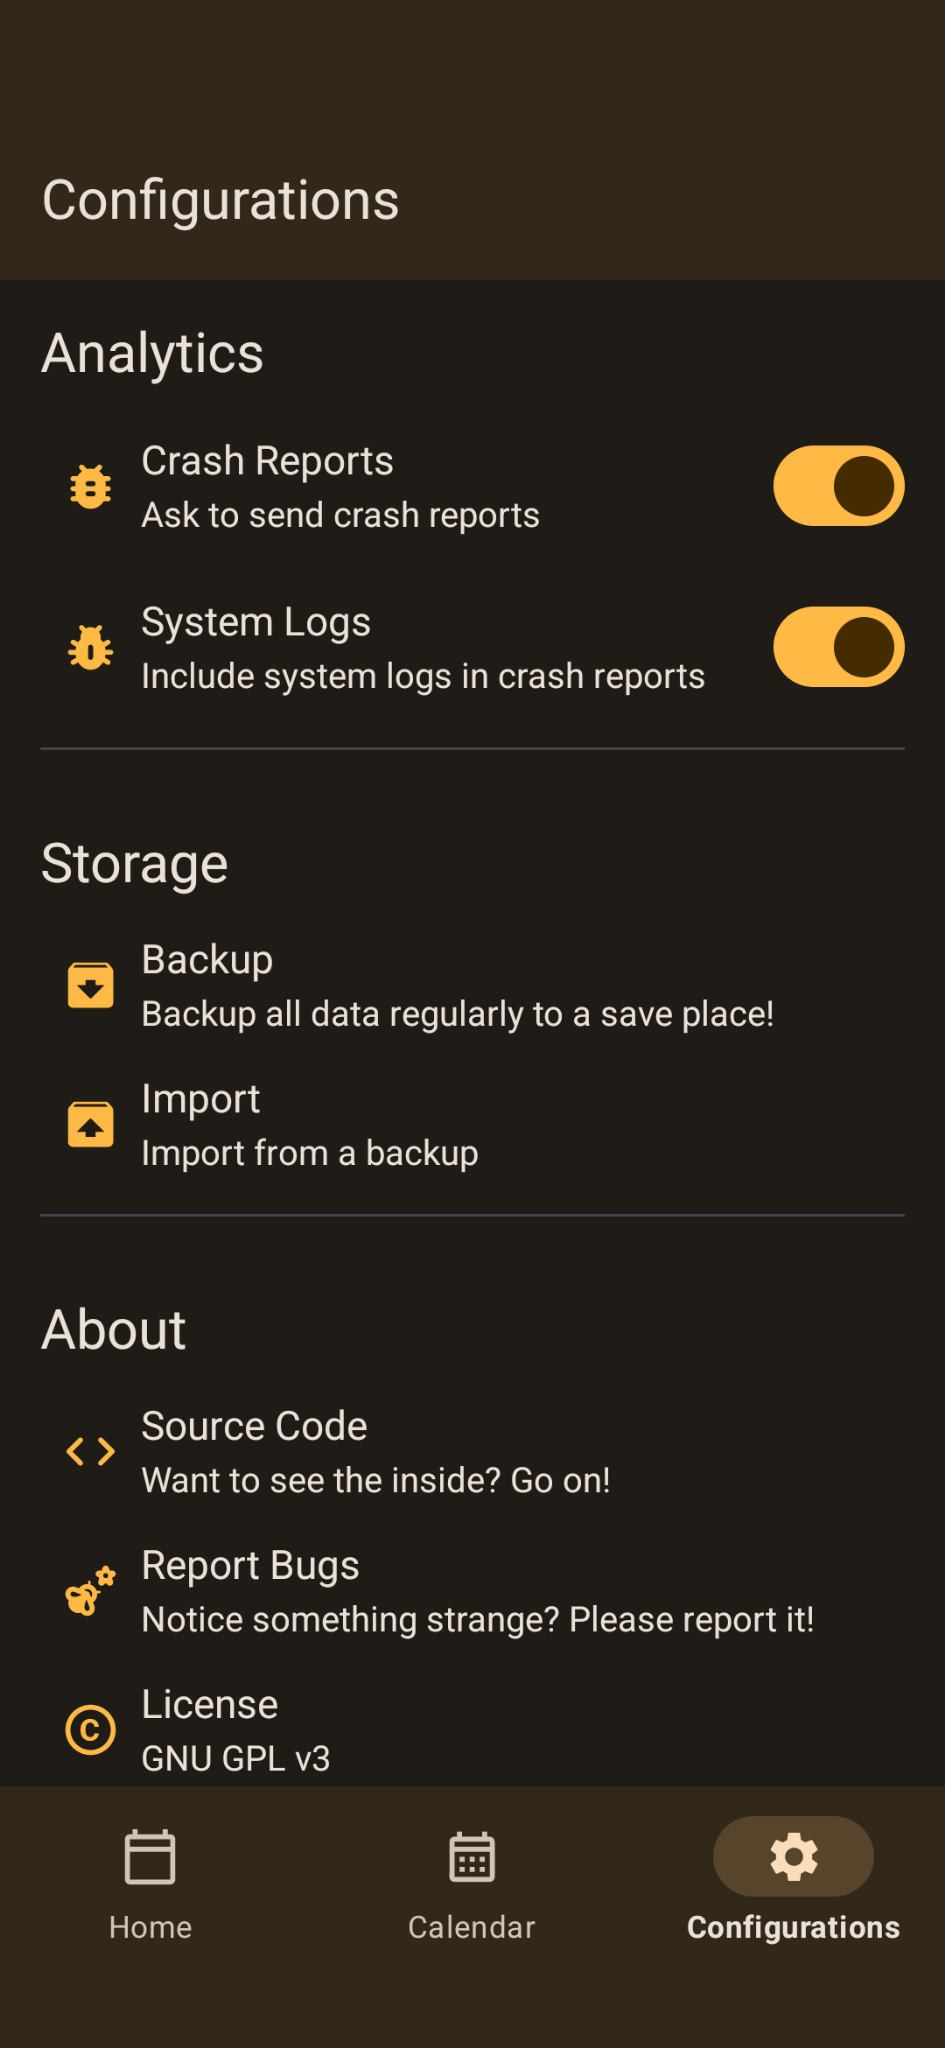 Configurations
Analytics
Crash Reports
Ask to send crash reports
System Logs
Include system logs in crash reports
Storage
Backup
Backup all data regularly to a save place!
Import
Import from a backup
About
Source Code
Want to see the inside? Go on!
Report Bugs
Notice something strange? Please report it!
License
GNU GPL v3
Home
Calendar
Configurations